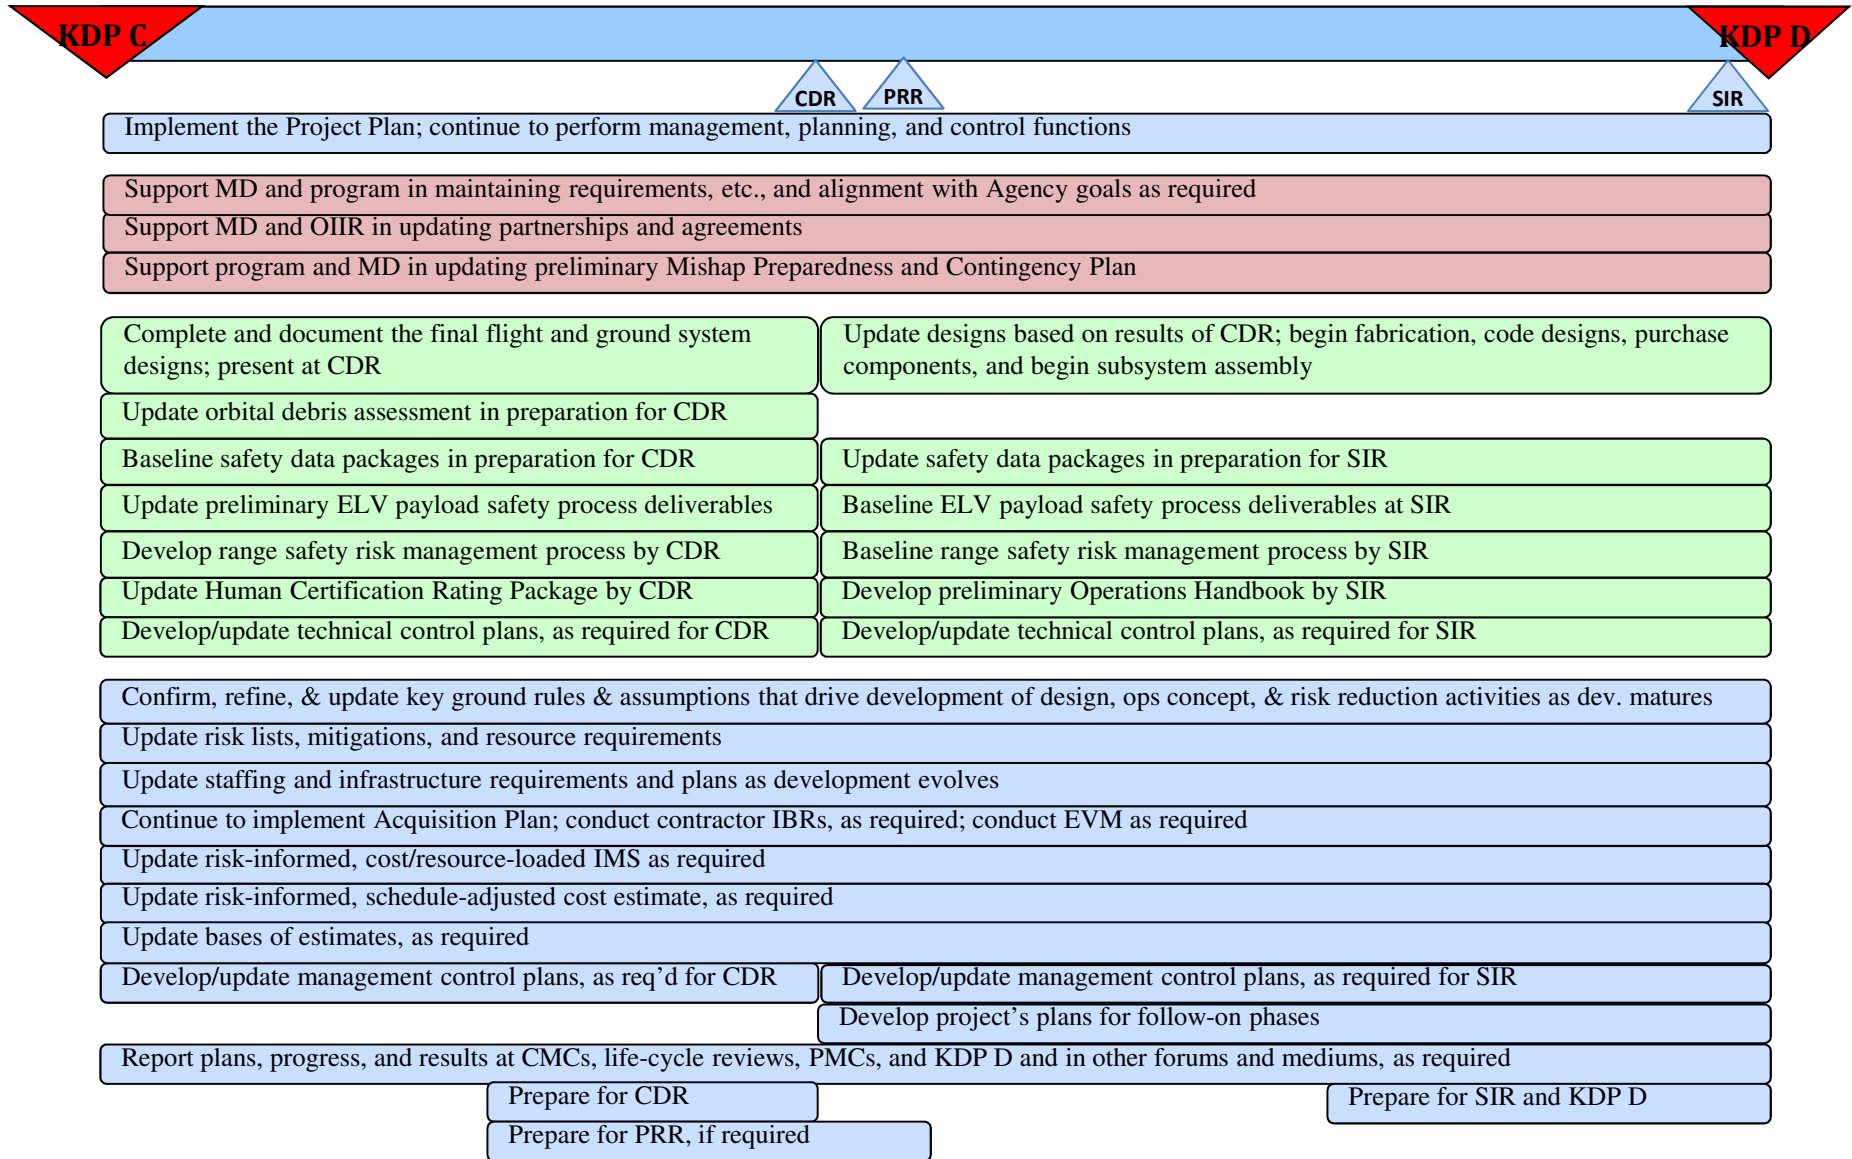 KDP C
KDP D
CDR
PRR
SIR
Implement the Project Plan; continue to perform management, planning, and control functions
Support MD and program in maintaining requirements, etc., and alignment with Agency goals as required
Support MD and OIIR in updating partnerships and agreements
Support program and MD in updating preliminary Mishap Preparedness and Contingency Plan
Complete and document the final flight and ground system
designs; present at CDR
Update designs based on results of CDR; begin fabrication, code designs, purchase
components, and begin subsystem assembly
Update orbital debris assessment in preparation for CDR
Baseline safety data packages in preparation for CDR
Update safety data packages in preparation for SIR
Update preliminary ELV payload safety process deliverables
Baseline ELV payload safety process deliverables at SIR
Develop range safety risk management process by CDR
Baseline range safety risk management process by SIR
Update Human Certification Rating Package by CDR
Develop preliminary Operations Handbook by SIR
Develop/update technical control plans, as required for CDR
Develop/update technical control plans, as required for SIR
Confirm, refine, & update key ground rules & assumptions that drive development of design, ops concept, & risk reduction activities as dev. matures
Update risk lists, mitigations, and resource requirements
Update staffing and infrastructure requirements and plans as development evolves
Continue to implement Acquisition Plan; conduct contractor IBRs, as required; conduct EVM as required
Update risk-informed, cost/resource-loaded IMS as required
Update risk-informed, schedule-adjusted cost estimate, as required
Update bases of estimates, as required
Develop/update management control plans, as req’d for CDR
Develop/update management control plans, as required for SIR
Develop project’s plans for follow-on phases
Report plans, progress, and results at CMCs, life-cycle reviews, PMCs, and KDP D and in other forums and mediums, as required
Prepare for CDR
Prepare for SIR and KDP D
Prepare for PRR, if required